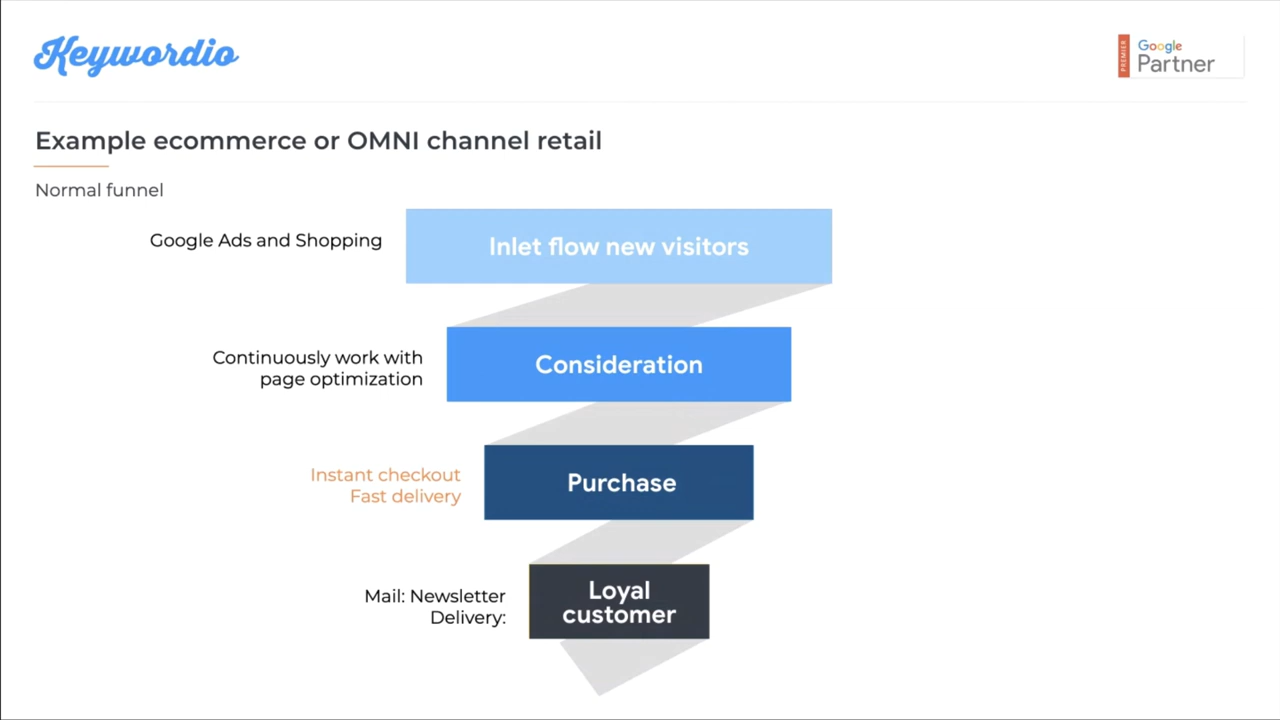 Keywordio
PREMIER
Google
Partner
Example ecommerce or OMNI channel retail
Normal funnel
Google Ads and Shopping
Inlet flow new visitors
Continuously work with
page optimization
Consideration
Instant checkout
Fast delivery
Purchase
Mail: Newsletter
Delivery:
Loyal
customer